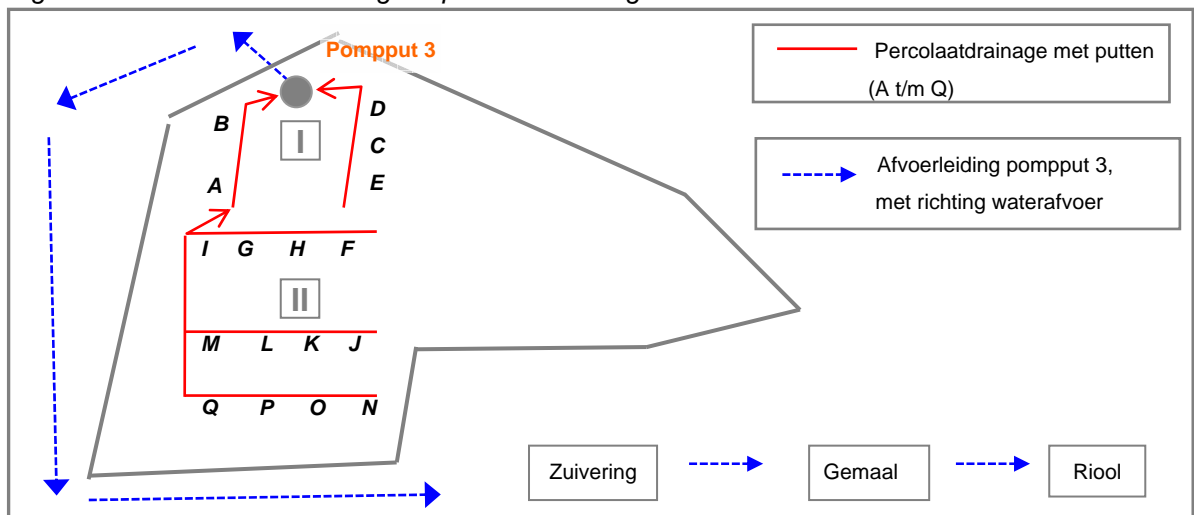 Pompput 3
Percolaatdrainage met putten
(A t/m Q)
B
D
I
C
A
E
Afvoerleiding pompput 3,
met richting waterafvoer
I G H F
II
M L K J
Q P O N
Zuivering
Gemaal
Riool